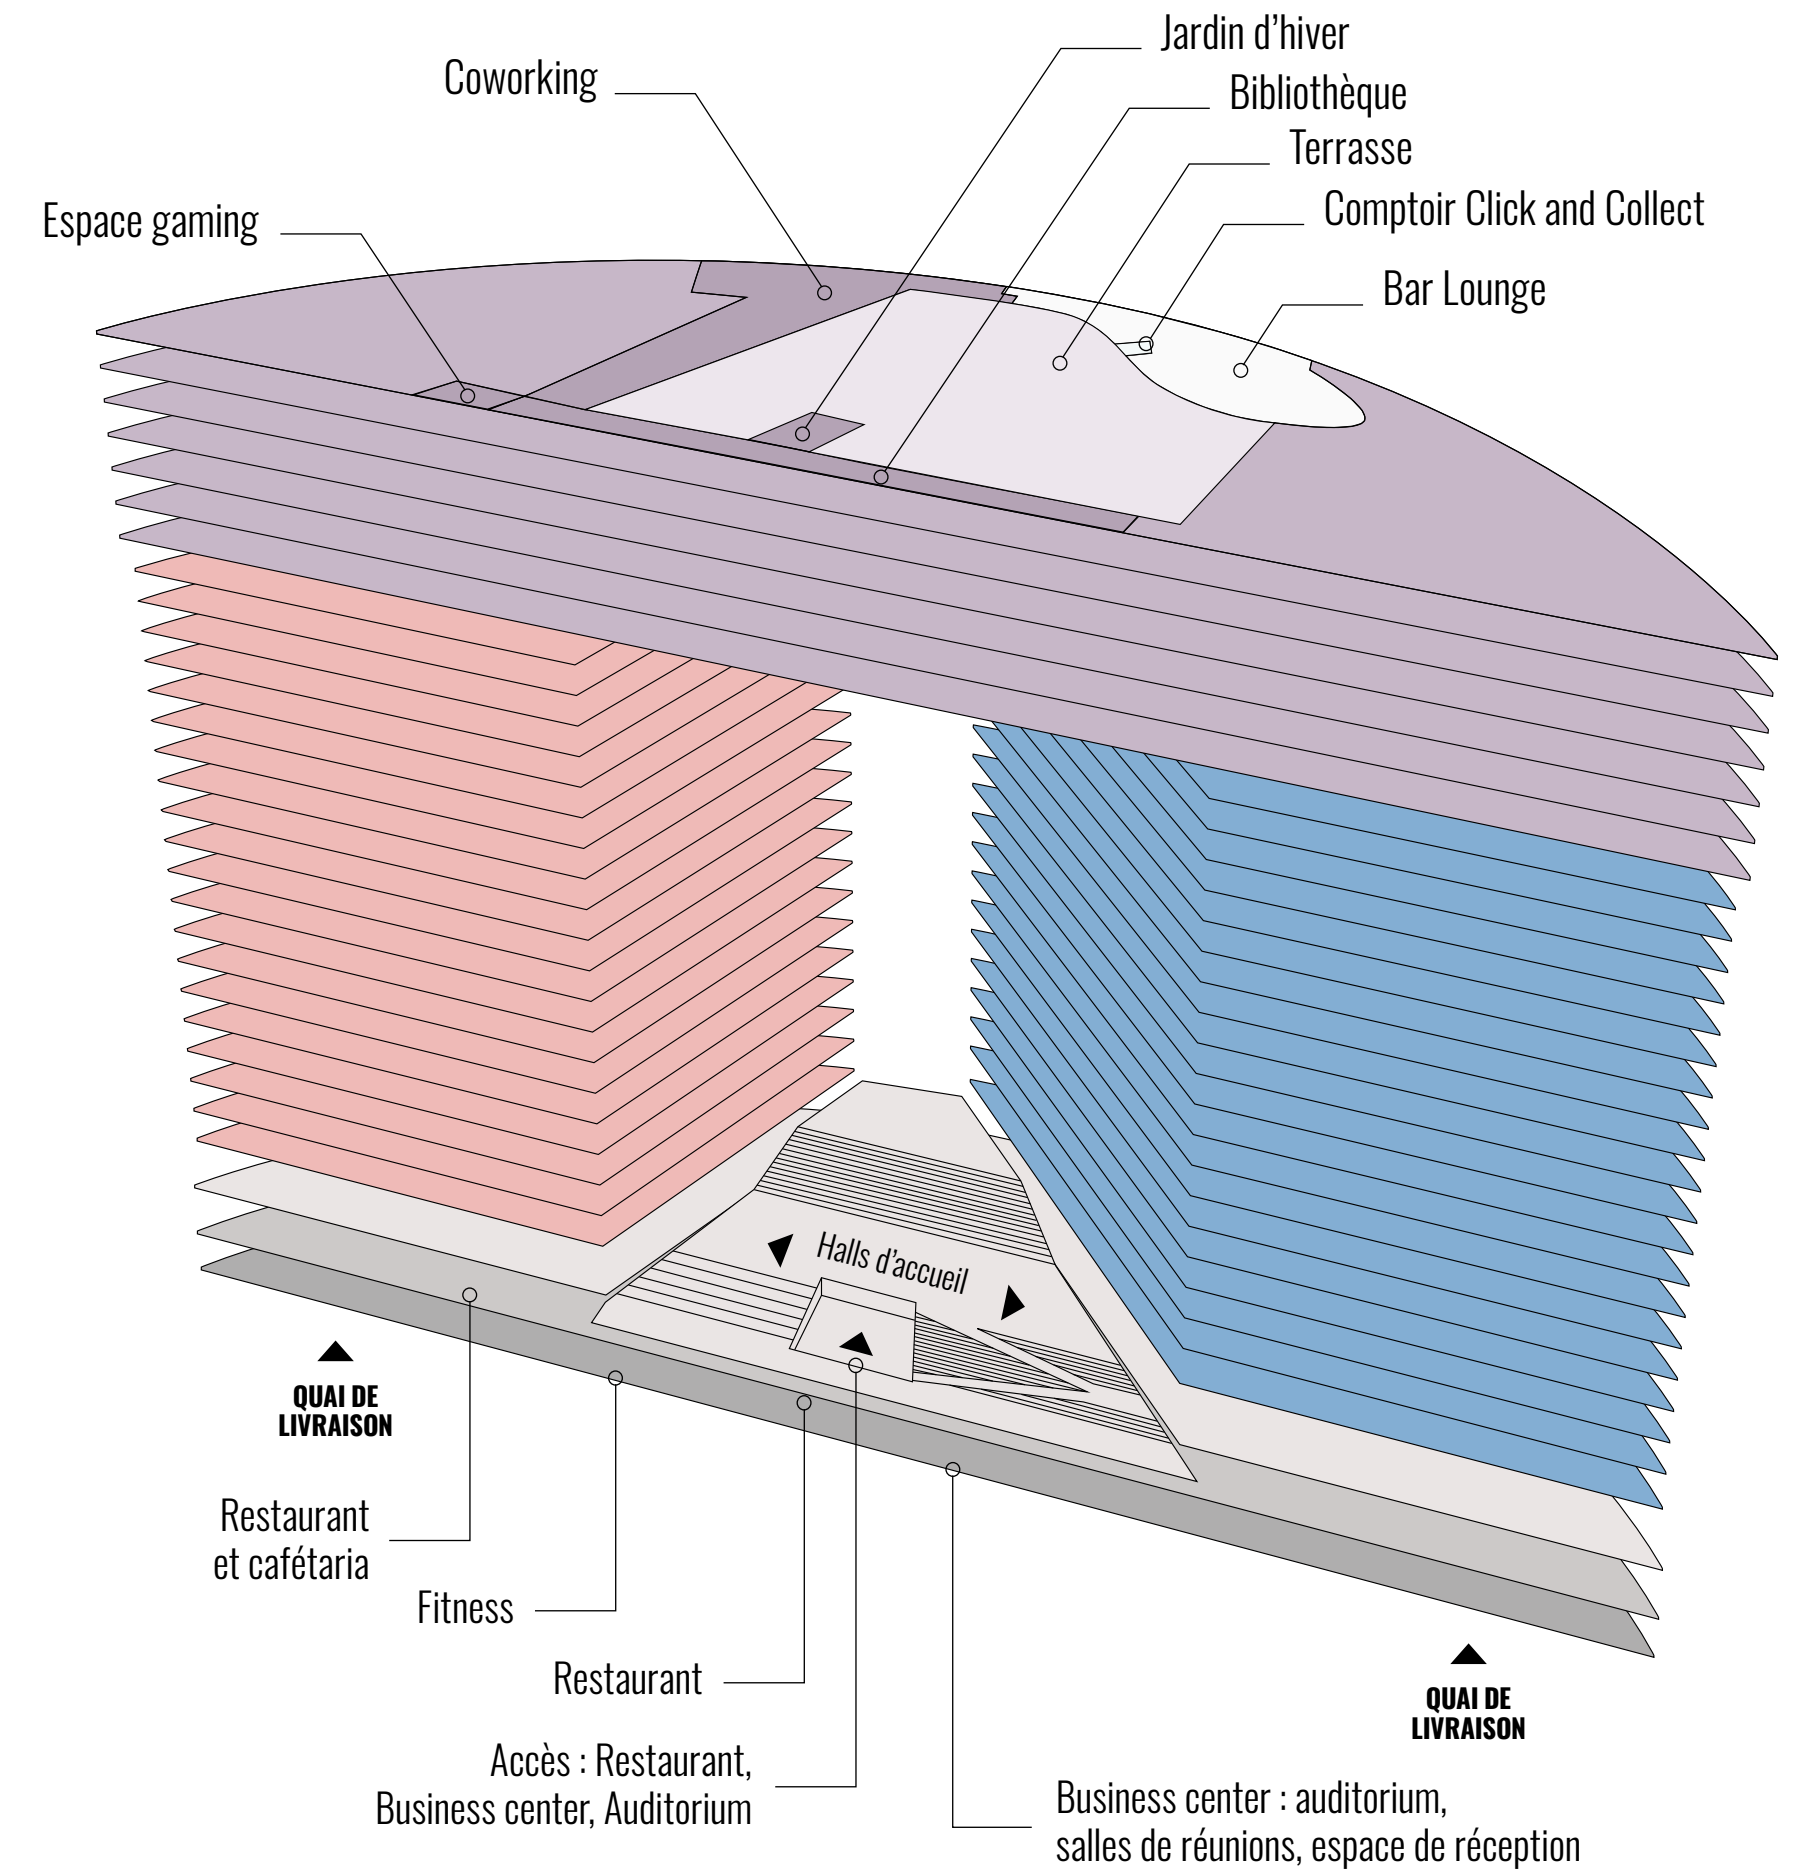 Jardin d'hiver
Coworking
Bibliothèque
Terrasse
Comptoir Click and Collect
Espace gaming
Bar Lounge
Halls d'accueil
QUAI DE
LIVRAISON
Restaurant
et cafétaria
Fitness
Restaurant
QUAI DE
LIVRAISON
Accès : Restaurant,
Business center, Auditorium
Business center : auditorium,
salles de réunions, espace de réception